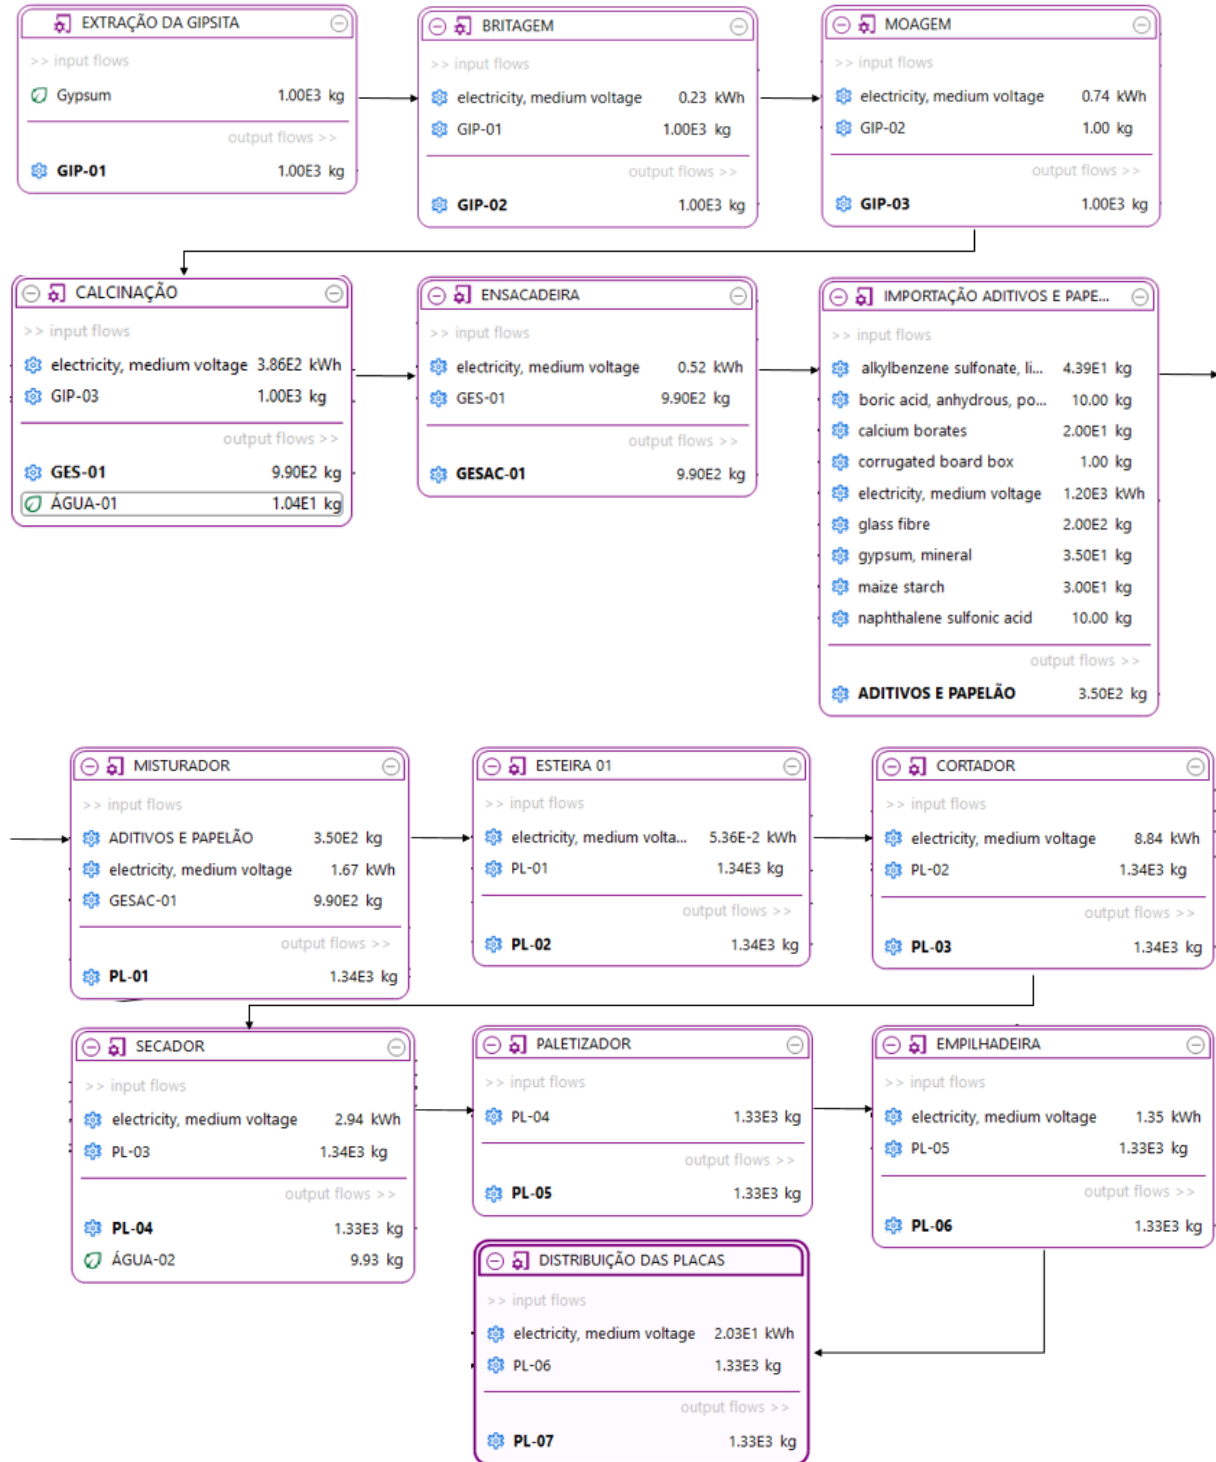 EXTRAÇÃO DA GIPSITA
>> input flows
Gypsum 1.00E3 kg
output flows >>
GIP-01 1.00E3 kg
BRITAGEM
>> input flows
electricity, medium voltage 0.23 kWh
GIP-01 1.00E3 kg
output flows >>
GIP-02 1.00E3 kg
MOAGEM
>> input flows
electricity, medium voltage 0.74 kWh
GIP-02 1.00 kg
output flows >>
GIP-03 1.00E3 kg
CALCINAÇÃO
>> input flows
electricity, medium voltage 3.86E2 kWh
GIP-03 1.00E3 kg
output flows >>
GES-01 9.90E2 kg
ÁGUA-01 1.04E1 kg
ENSACADEIRA
>> input flows
electricity, medium voltage 0.52 kWh
GES-01 9.90E2 kg
output flows >>
GESAC-01 9.90E2 kg
IMPORTAÇÃO ADITIVOS E PAPE...
>> input flows
alkylbenzene sulfonate, li... 4.39E1 kg
boric acid, anhydrous, po... 10.00 kg
calcium borates 2.00E1 kg
corrugated board box 1.00 kg
electricity, medium voltage 1.20E3 kWh
glass fibre 2.00E2 kg
gypsum, mineral 3.50E1 kg
maize starch 3.00E1 kg
naphthalene sulfonic acid 10.00 kg
output flows >>
ADITIVOS E PAPELÃO 3.50E2 kg
MISTURADOR
>> input flows
ADITIVOS E PAPELÃO 3.50E2 kg
electricity, medium voltage 1.67 kWh
GESAC-01 9.90E2 kg
output flows >>
PL-01 1.34E3 kg
ESTEIRA 01
>> input flows
electricity, medium volta... 5.36E-2 kWh
PL-01 1.34E3 kg
output flows >>
PL-02 1.34E3 kg
CORTADOR
>> input flows
electricity, medium voltage 8.84 kWh
PL-02 1.34E3 kg
output flows >>
PL-03 1.34E3 kg
SECADOR
>> input flows
electricity, medium voltage 2.94 kWh
PL-03 1.34E3 kg
output flows >>
PL-04 1.33E3 kg
ÁGUA-02 9.93 kg
PALETIZADOR
>> input flows
PL-04 1.33E3 kg
output flows >>
PL-05 1.33E3 kg
EMPILHADEIRA
>> input flows
electricity, medium voltage 1.35 kWh
PL-05 1.33E3 kg
output flows >>
PL-06 1.33E3 kg
DISTRIBUIÇÃO DAS PLACAS
>> input flows
electricity, medium voltage 2.03E1 kWh
PL-06 1.33E3 kg
output flows >>
PL-07 1.33E3 kg